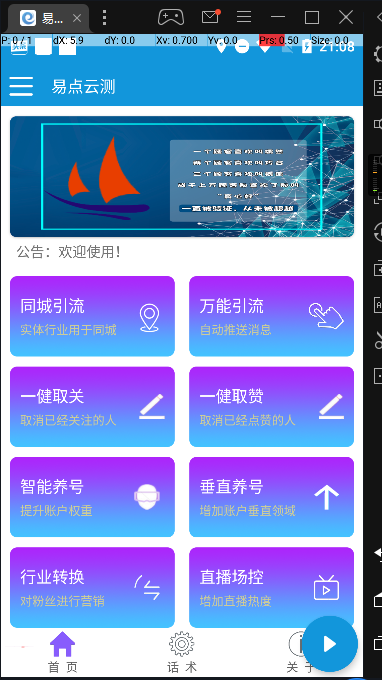 易...
P: 0 / 1 dX: 5.9 dY: 0.0 Xv: 0.700 Yv: 0.0 Prs: 0.50 Size: 0.0
21:08
易点云测
公告：欢迎使用！
同城引流
实体行业用于同城
万能引流
自动推送消息
一健取关
取消已经关注的人
一健取赞
取消已经点赞的人
智能养号
提升账户权重
垂直养号
增加账户垂直领域
行业转换
对粉丝进行营销
直播场控
增加直播热度
首 页
话 术
关 于